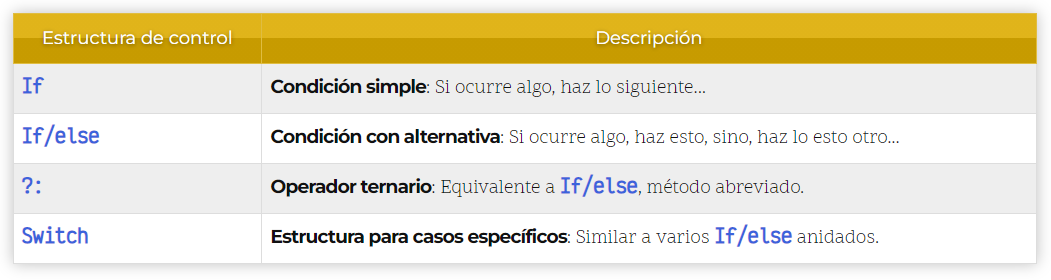 Estructura de control Descripción
If Condición simple: Si ocurre algo, haz lo siguiente...
If/else Condición con alternativa: Si ocurre algo, haz esto, sino, haz lo esto otro...
?: Operador ternario: Equivalente a If/else, método abreviado.
Switch Estructura para casos específicos: Similar a varios If/else anidados.